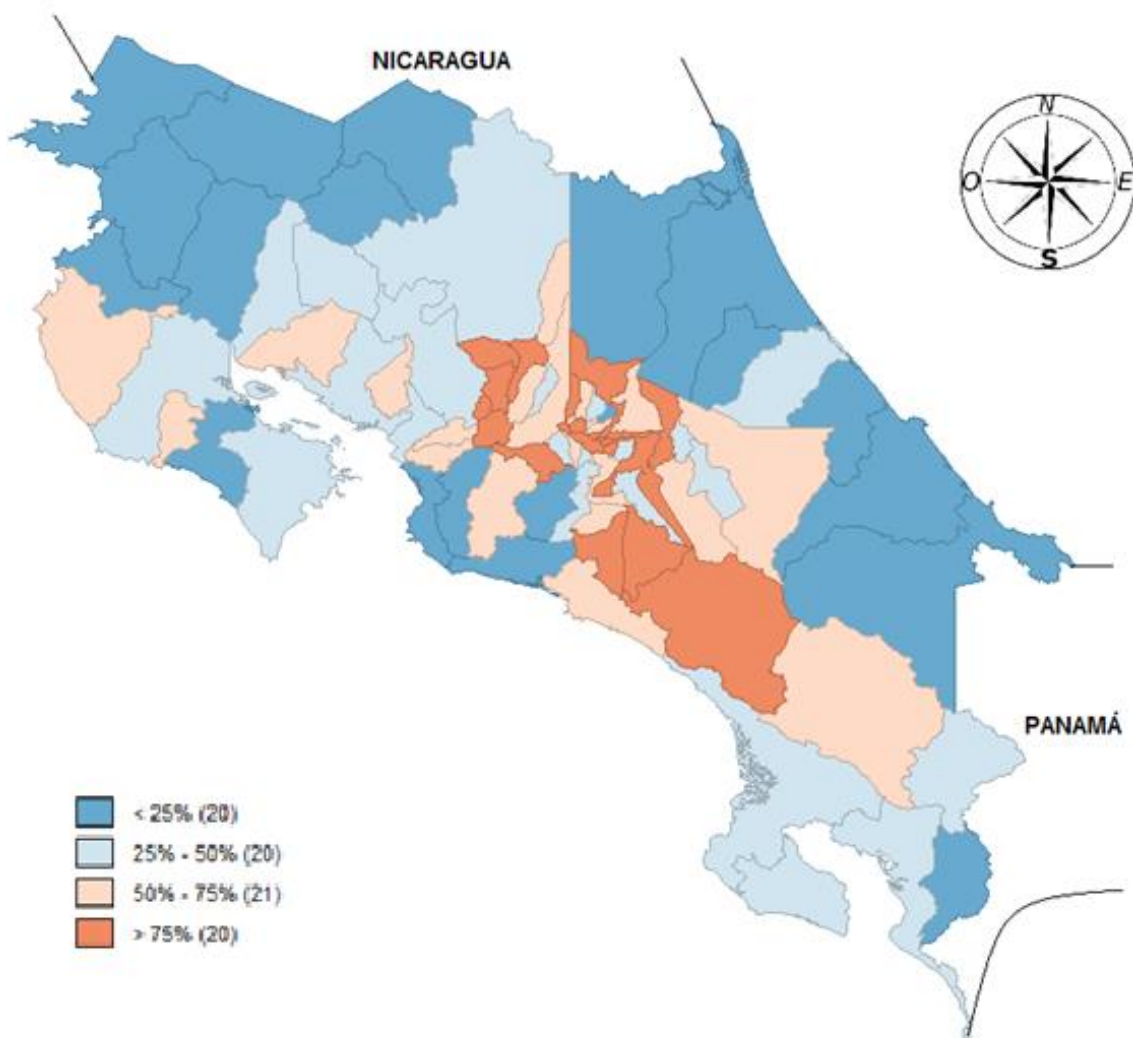 NICARAGUA
N
O
E
S
PANAMÁ
< 25% (20)
25% - 50% (20)
50% - 75% (21)
> 75% (20)